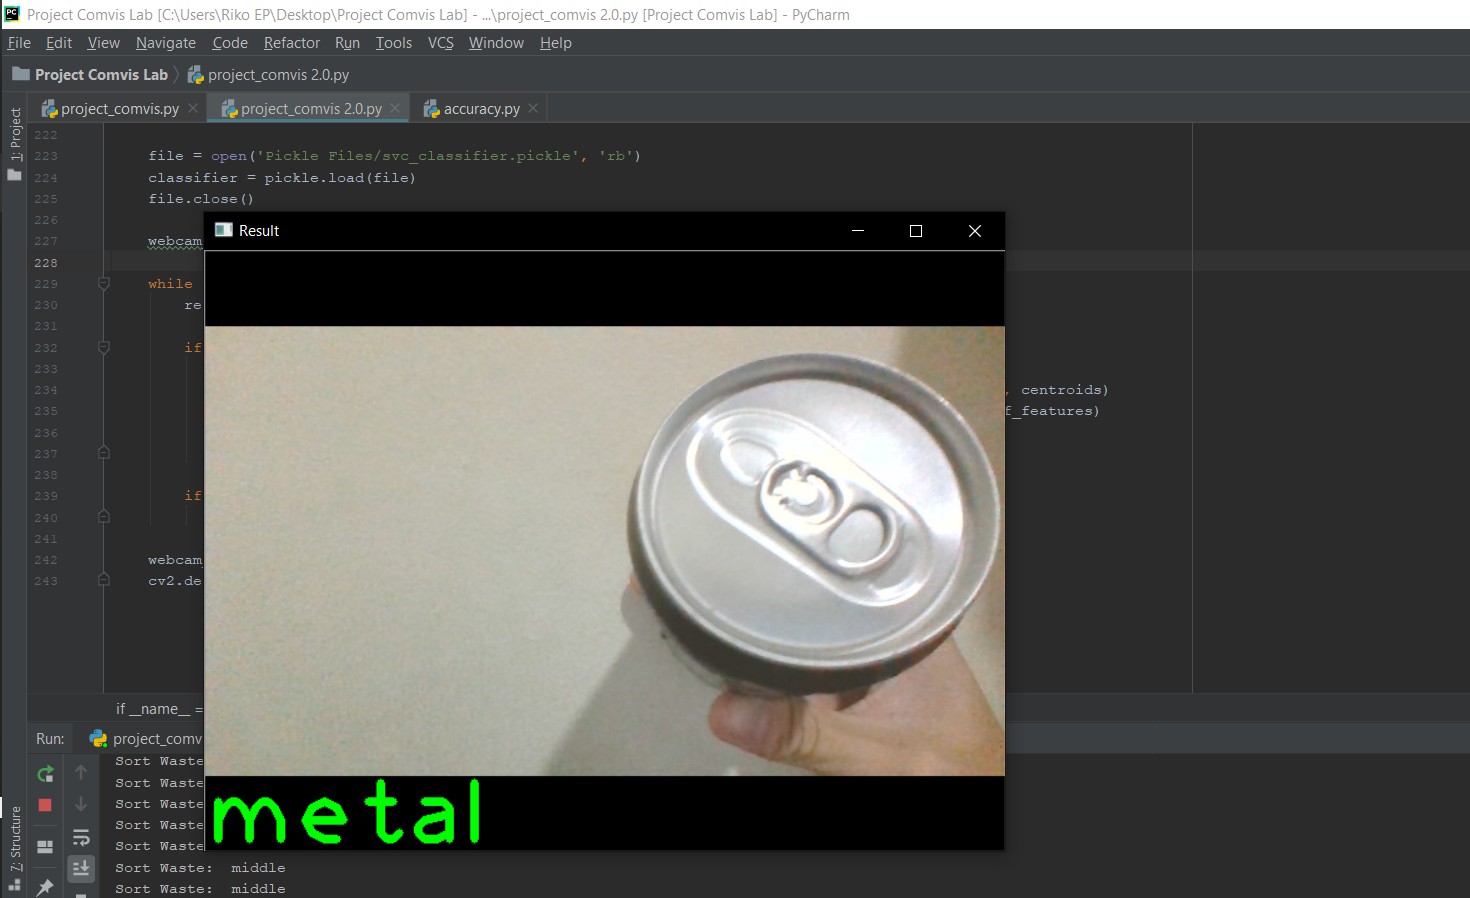 PC Project Comvis Lab [C:\Users\Riko EP\Desktop\Project Comvis Lab] - ...\project_comvis 2.0.py [Project Comvis Lab] - PyCharm
File Edit View Navigate Code Refactor Run Tools VCS Window Help
Project Comvis Lab project_comvis 2.0.py
project_comvis.py project_comvis 2.0.py accuracy.py
1: Project
222
223 file = open('Pickle Files/svc_classifier.pickle', 'rb')
224 classifier = pickle.load(file)
225 file.close()
226
Result
227 webcam
228
229 while
230 re
231
232 if
233
234 , centroids)
235 f_features)
236
237
238
239 if
240
241
242 webcam
243 cv2.de
if __name__ =
Run: project_comv
Sort Waste
Sort Waste
Sort Waste
Sort Waste
Sort Waste
metal
Sort Waste: middle
Sort Waste: middle
7: Structure